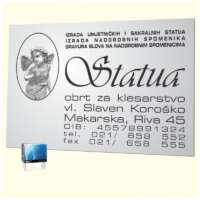 IZRADA UMJETNIČKIH I SAKRALNIH STATUA
IZRADA NADGROBNIH SPOMENIKA
GRAVURA SLOVA NA NADGROBNIM SPOMENICIMA
Statua
obrt za klesarstvo
vl. Slaven Koroško
Makarska, Riva 45
OIB: 45578991324
tel. 021/ 658 552
fax 021/ 658 555